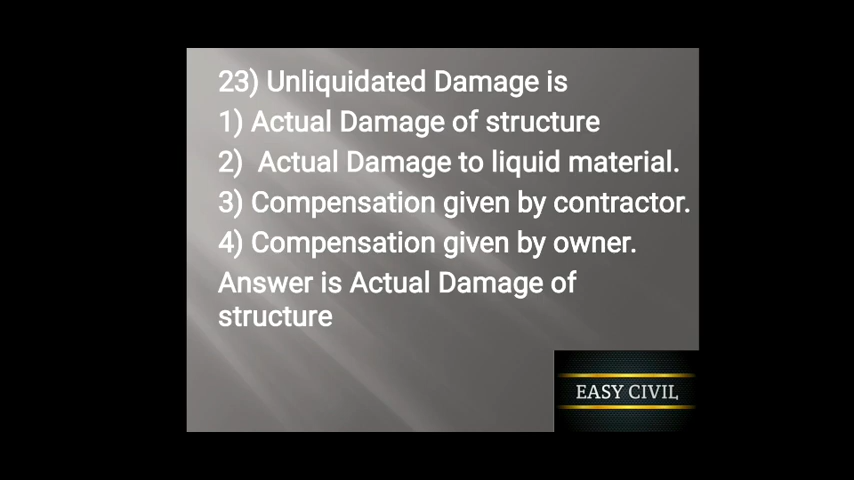 23) Unliquidated Damage is
1) Actual Damage of structure
2) Actual Damage to liquid material.
3) Compensation given by contractor.
4) Compensation given by owner.
Answer is Actual Damage of
structure
EASY CIVIL